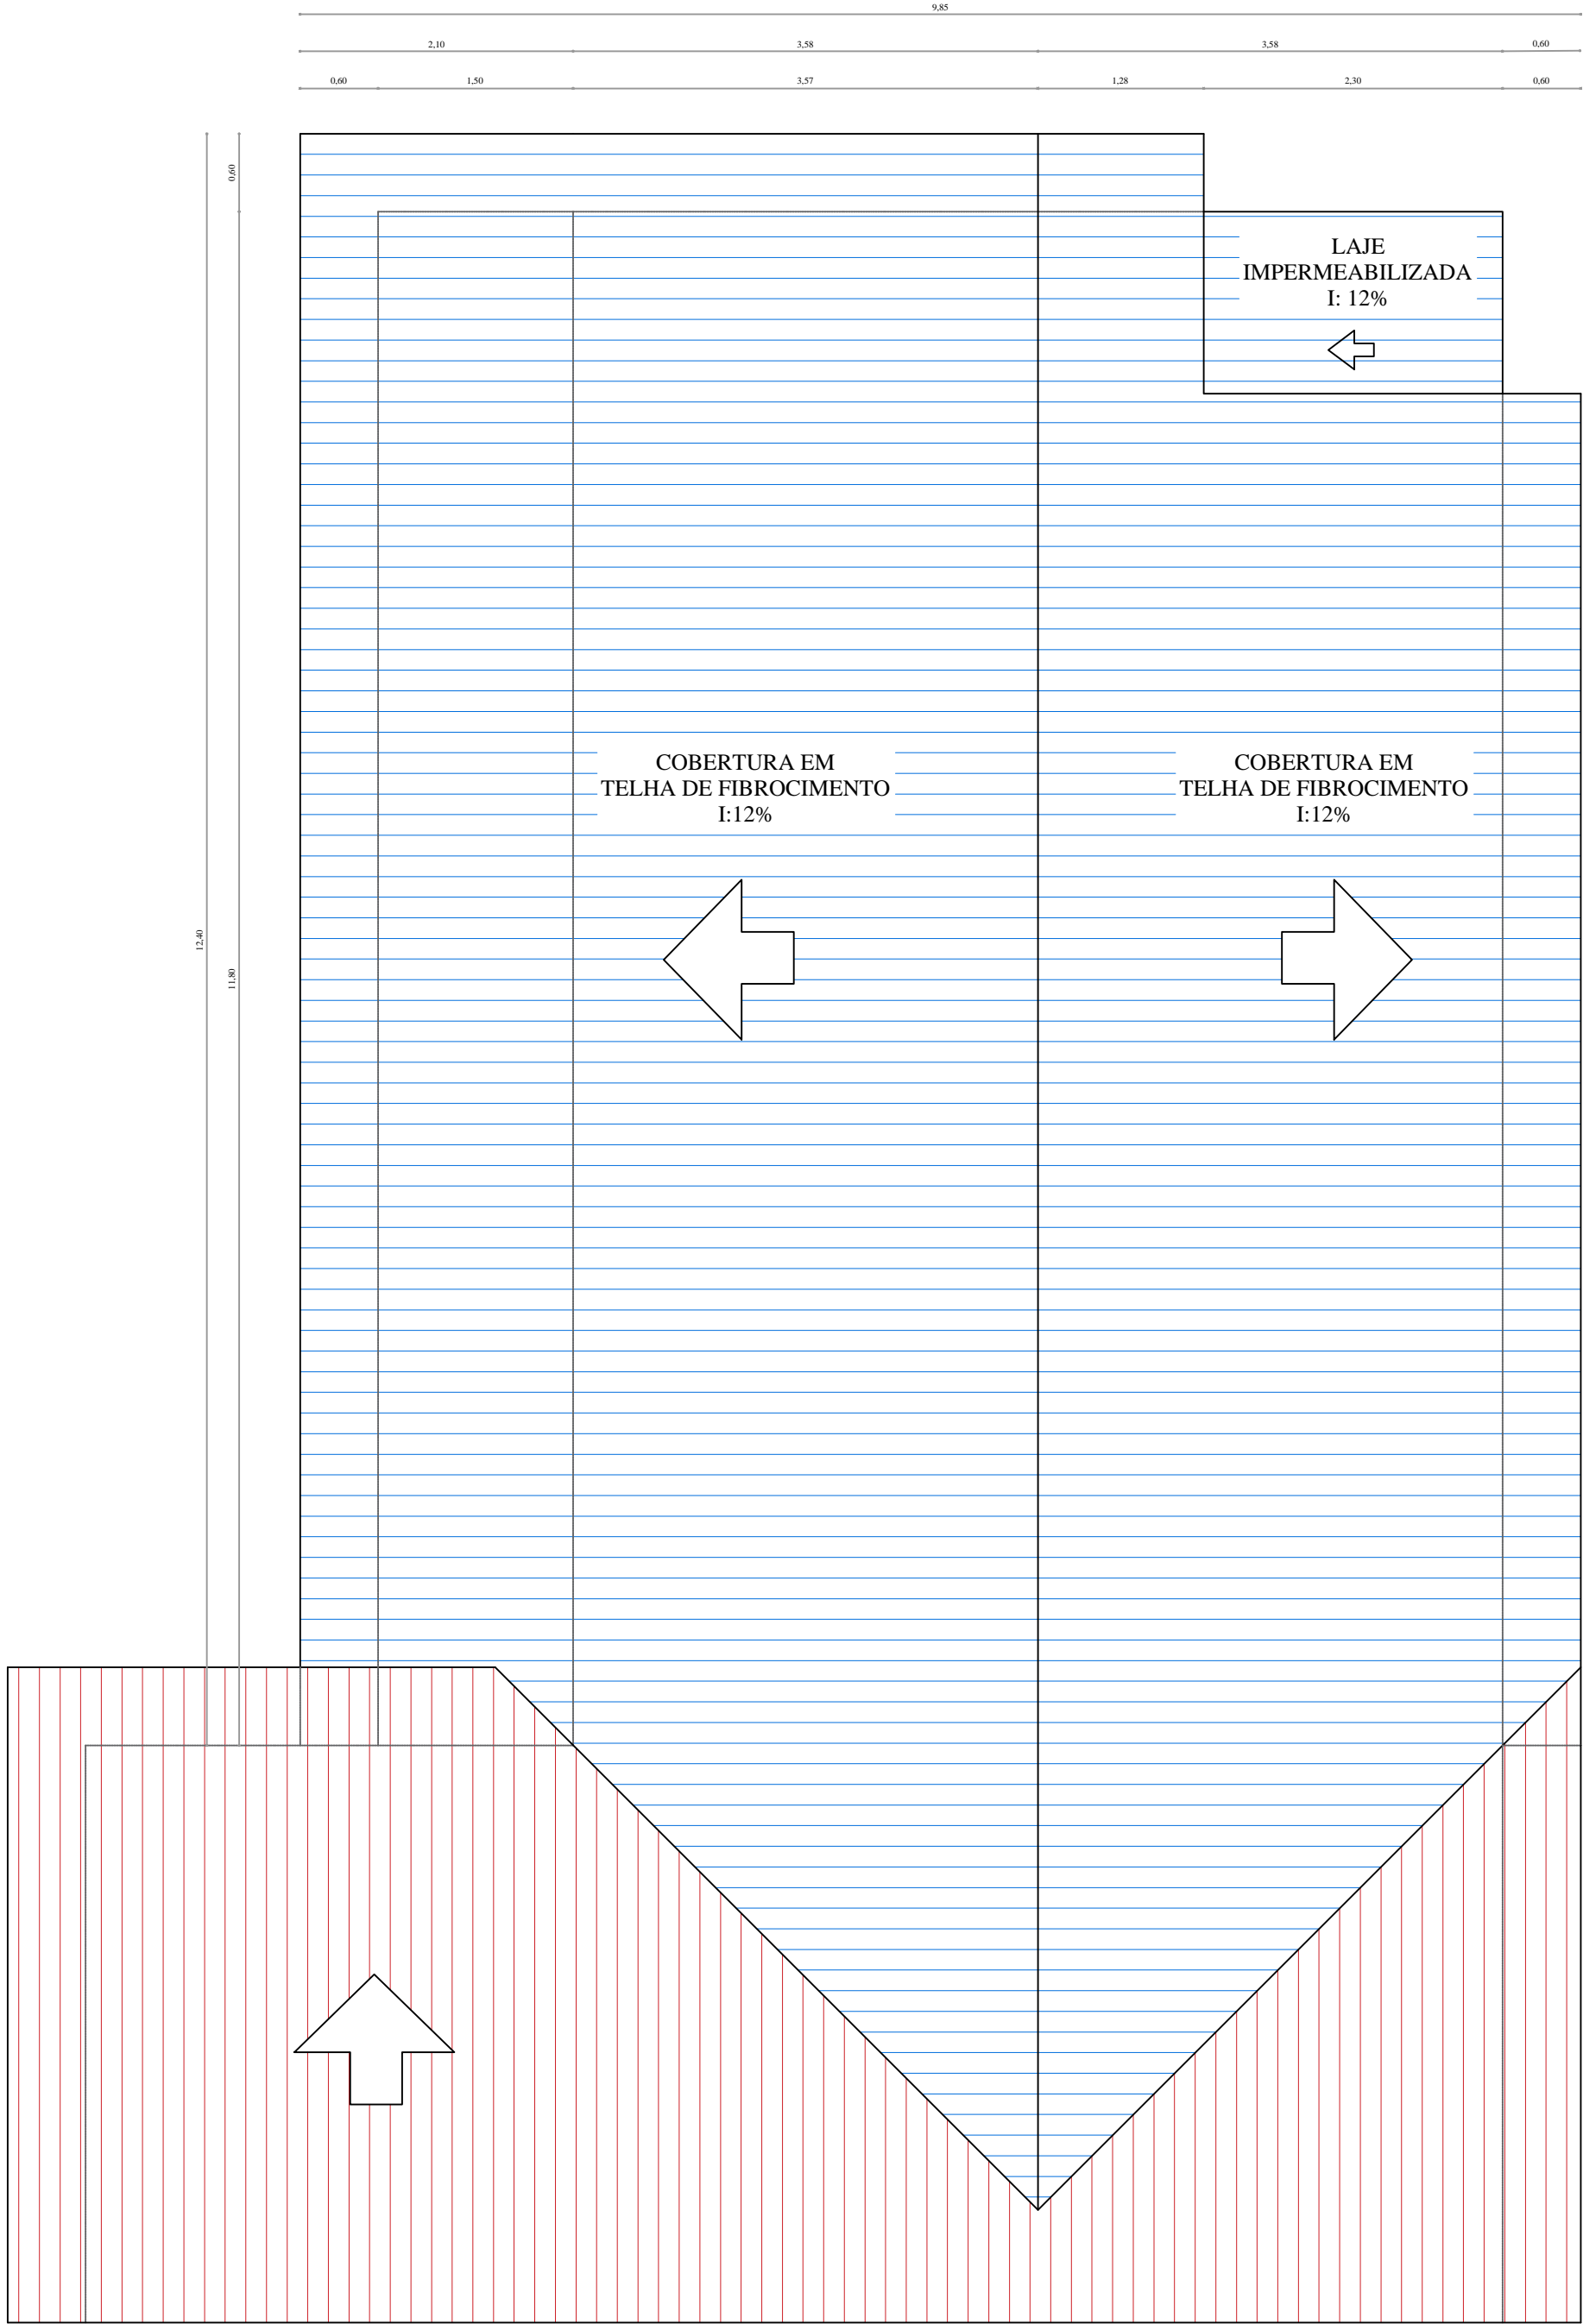 9,85
2,10 3,58 3,58 0,60
0,60 1,50 3,57 1,28 2,30 0,60
0,60
LAJE
IMPERMEABILIZADA
I: 12%
COBERTURA EM
TELHA DE FIBROCIMENTO
I:12%
COBERTURA EM
TELHA DE FIBROCIMENTO
I:12%
12,40
11,80